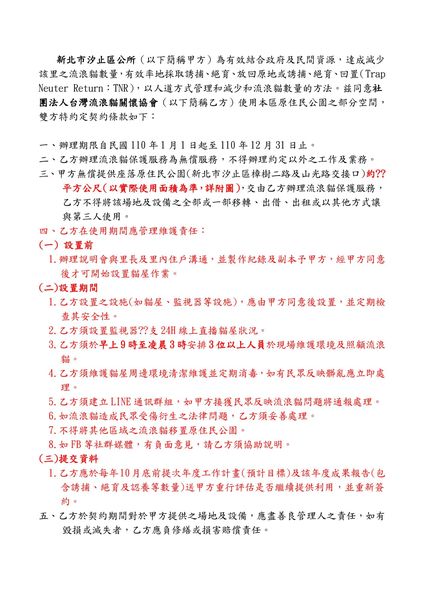 新北市汐止區公所（以下簡稱甲方）為有效結合政府及民間資源，達成減少
該里之流浪貓數量，有效率地採取誘捕、絕育、放回原地或誘捕、絕育、回置(Trap
Neuter Return；TNR)，以人道方式管理和減少和流浪貓數量的方法。茲同意社
團法人台灣流浪貓關懷協會（以下簡稱乙方）使用本區原住民公園之部分空間，
雙方特約定契約條款如下：
一、辦理期限自民國 110 年 1 月 1 日起至 110 年 12 月 31 日止。
二、乙方辦理流浪貓保護服務為無償服務，不得辦理約定以外之工作及業務。
三、甲方無償提供座落原住民公園(新北市汐止區樟樹二路及山光路交接口)約??
平方公尺(以實際使用面積為準，詳附圖)，交由乙方辦理流浪貓保護服務，
乙方不得將該場地及設備之全部或一部移轉、出借、出租或以其他方式讓
與第三人使用。
四、乙方在使用期間應管理維護責任：
(一) 設置前
1.辦理說明會與里長及里內住戶溝通，並製作紀錄及副本予甲方，經甲方同意
後才可開始設置貓屋作業。
(二)設置期間
1.乙方設置之設施(如貓屋、監視器等設施)，應由甲方同意後設置，並定期檢
查其安全性。
2.乙方須設置監視器??支 24H 線上直播貓屋狀況。
3.乙方須於早上 9 時至凌晨 3 時安排 3 位以上人員於現場維護環境及照顧流浪
貓。
4.乙方須維護貓屋周邊環境清潔維護並定期消毒，如有民眾反映髒亂應立即處
理。
5.乙方須建立 LINE 通訊群組，如甲方接獲民眾反映流浪貓問題將通報處理。
6.如流浪貓造成民眾受傷衍生之法律問題，乙方須妥善處理。
7.不得將其他區域之流浪貓移置原住民公園。
8.如 FB 等社群媒體，有負面意見，請乙方須協助說明。
(三)提交資料
1.乙方應於每年 10 月底前提次年度工作計畫(預計目標)及該年度成果報告(包
含誘捕、絕育及認養等數量)送甲方重行評估是否繼續提供利用，並重新簽
約。
五、乙方於契約期間對於甲方提供之場地及設備，應盡善良管理人之責任，如有
毀損或滅失者，乙方應負修繕或損害賠償責任。